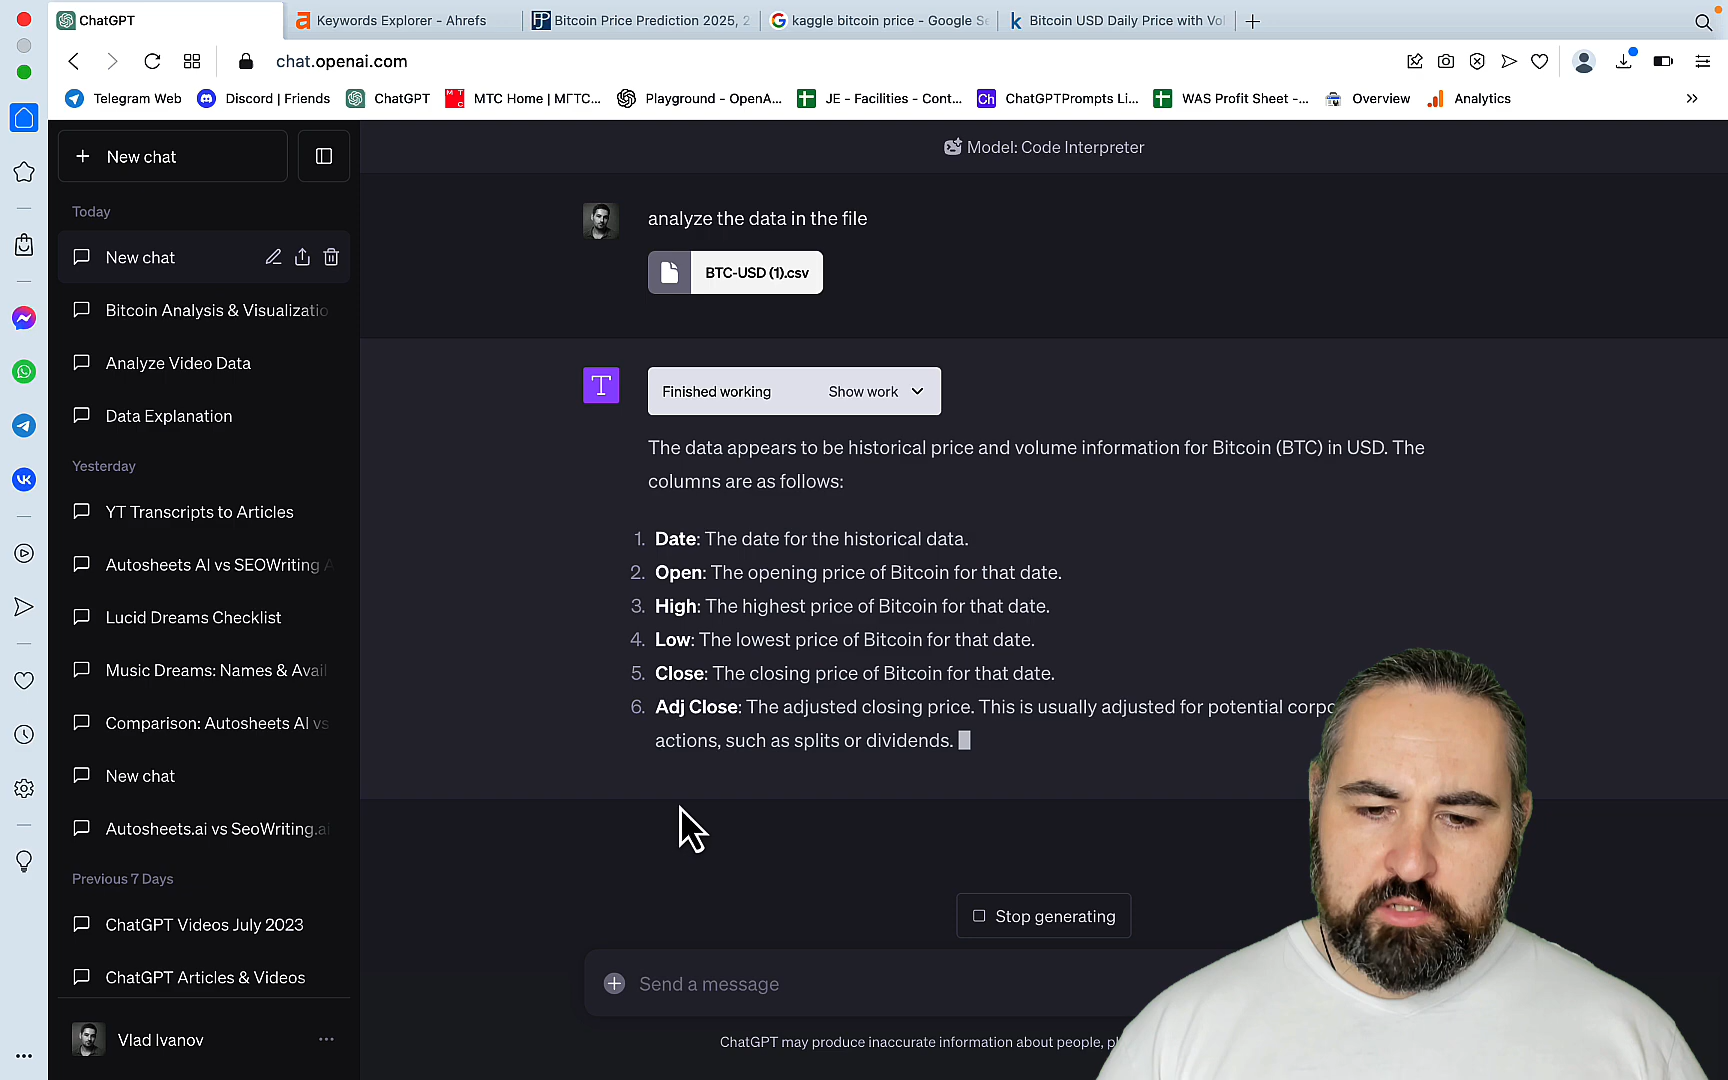 ChatGPT
Keywords Explorer - Ahrefs
Bitcoin Price Prediction 2025, 2
kaggle bitcoin price - Google Se
Bitcoin USD Daily Price with Vol
chat.openai.com
Telegram Web
Discord | Friends
ChatGPT
MTC Home | МГТС...
Playground - OpenA...
JE - Facilities - Cont...
Ch
ChatGPTPrompts Li...
WAS Profit Sheet -...
Overview
Analytics
New chat
Model: Code Interpreter
Today
New chat
Bitcoin Analysis & Visualizatio
Analyze Video Data
Data Explanation
Yesterday
YT Transcripts to Articles
Autosheets AI vs SEOWriting A
Lucid Dreams Checklist
Music Dreams: Names & Avail
Comparison: Autosheets AI vs
New chat
Autosheets.ai vs SeoWriting.ai
Previous 7 Days
ChatGPT Videos July 2023
ChatGPT Articles & Videos
Vlad Ivanov
analyze the data in the file
BTC-USD (1).csv
T
Finished working Show work
The data appears to be historical price and volume information for Bitcoin (BTC) in USD. The
columns are as follows:
1. Date: The date for the historical data.
2. Open: The opening price of Bitcoin for that date.
3. High: The highest price of Bitcoin for that date.
4. Low: The lowest price of Bitcoin for that date.
5. Close: The closing price of Bitcoin for that date.
6. Adj Close: The adjusted closing price. This is usually adjusted for potential corpo
actions, such as splits or dividends.
Stop generating
Send a message
ChatGPT may produce inaccurate information about people, pl